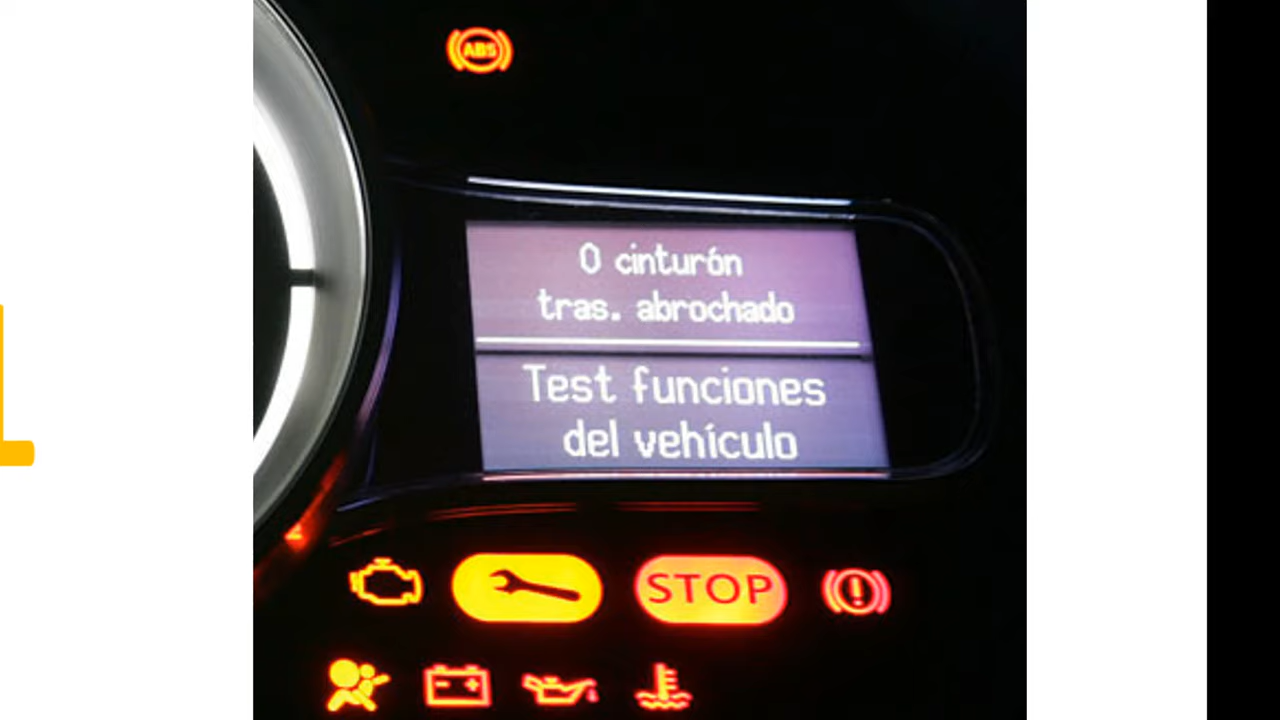 ABS
0 cinturón
tras. abrochado
Test funciones
del vehículo
STOP